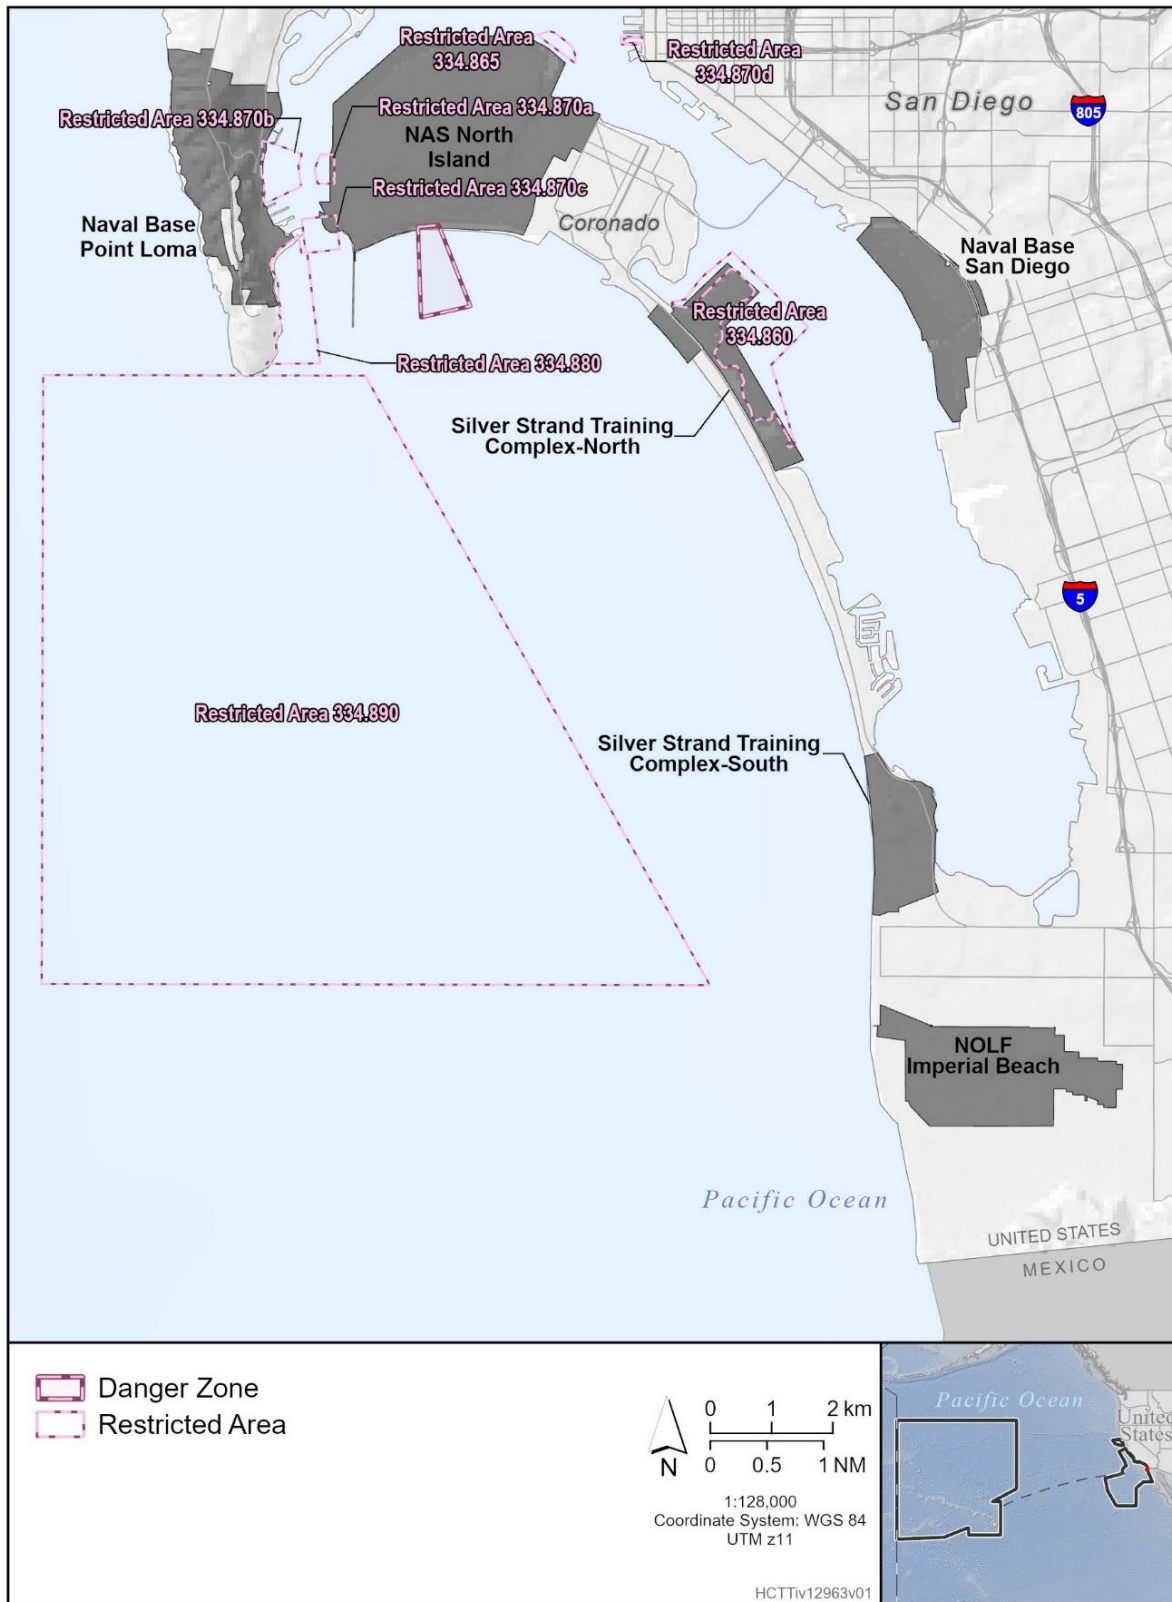 Restricted Area
334.865
Restricted Area
334.870d
San Diego
805
Restricted Area 334.870b
Restricted Area 334.870a
NAS North
Island
Restricted Area 334.870c
Naval Base
Point Loma
Coronado
Naval Base
San Diego
Restricted Area
334.860
Restricted Area 334.880
Silver Strand Training
Complex-North
5
Restricted Area 334.890
Silver Strand Training
Complex-South
NOLF
Imperial Beach
Pacific Ocean
UNITED STATES
MEXICO
Danger Zone
Restricted Area
N
0 1 2 km
0 0.5 1 NM
1:128,000
Coordinate System: WGS 84
UTM z11
HCTTiv12963v01
Pacific Ocean
United
States